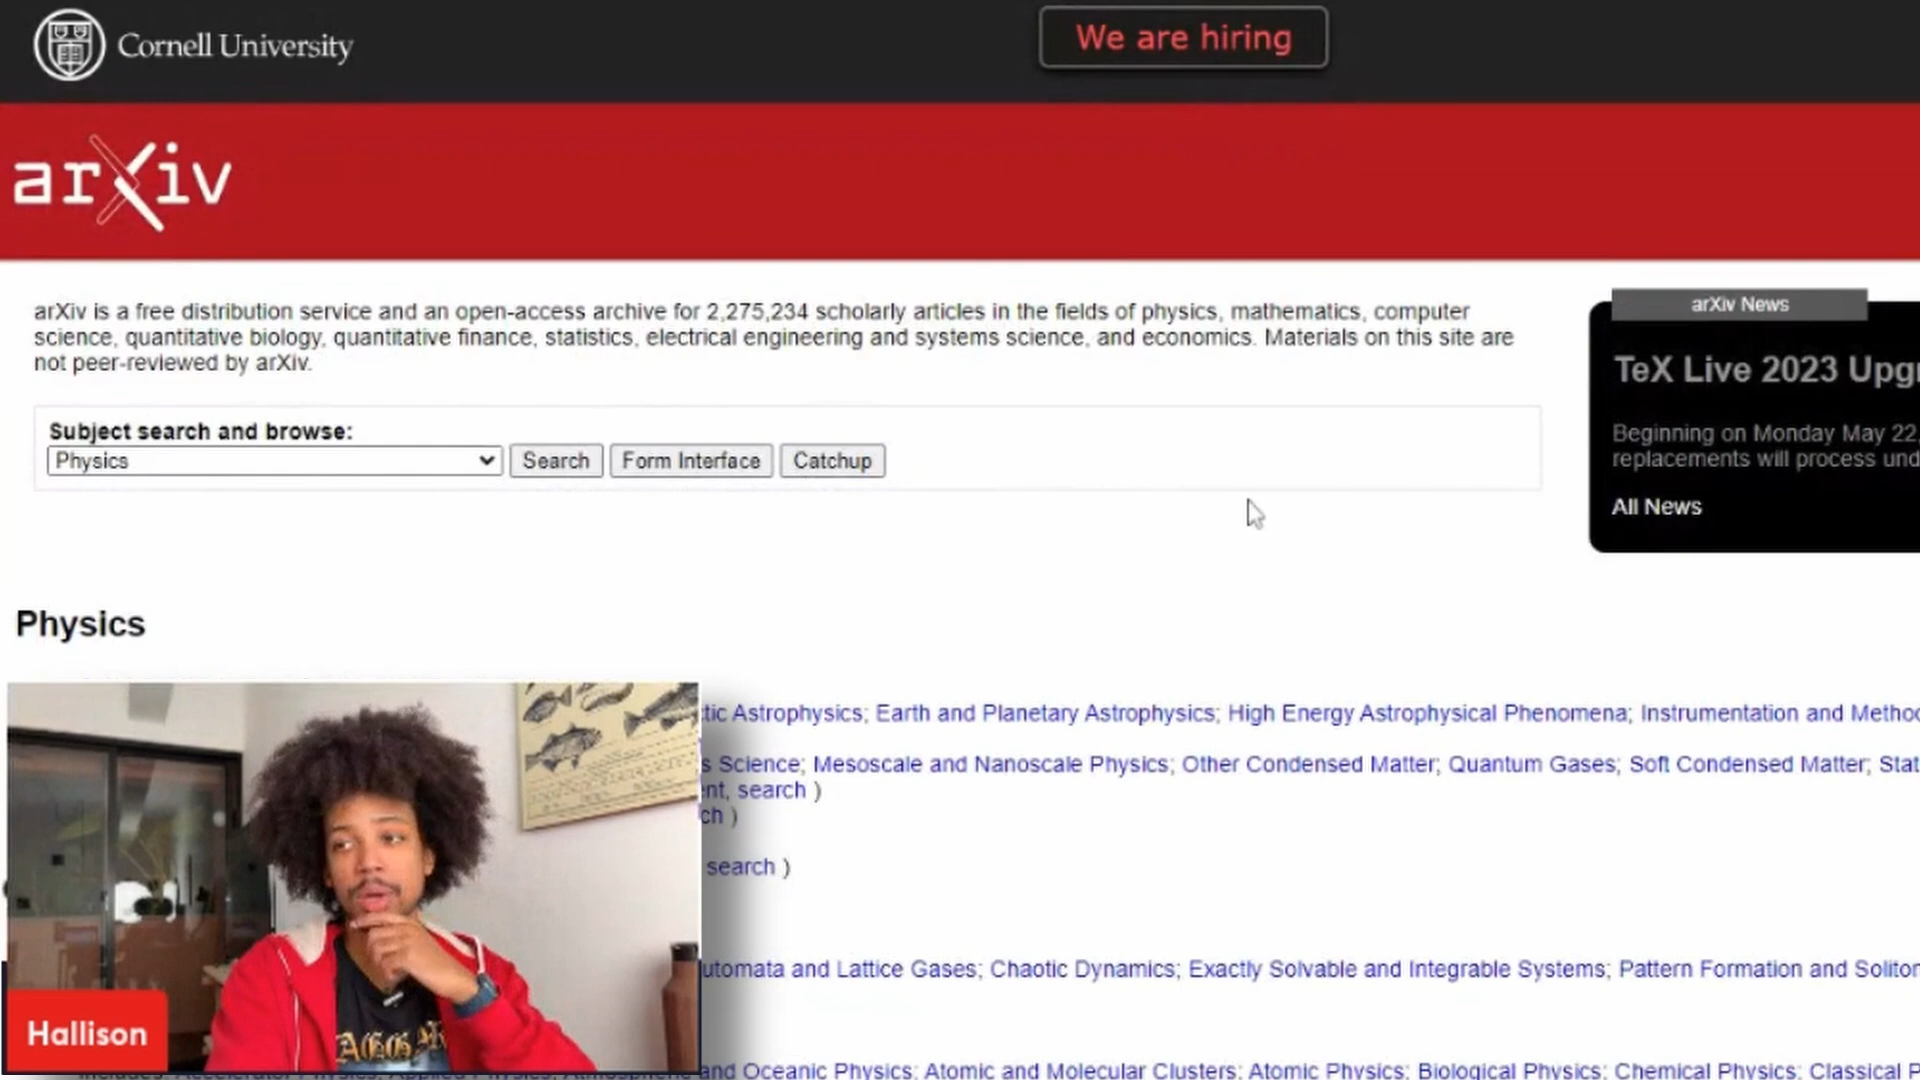 Cornell University
We are hiring
arXiv
arXiv is a free distribution service and an open-access archive for 2,275,234 scholarly articles in the fields of physics, mathematics, computer
science, quantitative biology, quantitative finance, statistics, electrical engineering and systems science, and economics. Materials on this site are
not peer-reviewed by arXiv.
arXiv News
TeX Live 2023 Upgr
Beginning on Monday May 22,
replacements will process und
All News
Subject search and browse:
Physics Search Form Interface Catchup
Physics
tic Astrophysics; Earth and Planetary Astrophysics; High Energy Astrophysical Phenomena; Instrumentation and Metho
s Science; Mesoscale and Nanoscale Physics; Other Condensed Matter; Quantum Gases; Soft Condensed Matter; Stat
nt, search )
ch )
search )
utomata and Lattice Gases; Chaotic Dynamics; Exactly Solvable and Integrable Systems; Pattern Formation and Soliton
and Oceanic Physics; Atomic and Molecular Clusters; Atomic Physics; Biological Physics; Chemical Physics; Classical P
Hallison